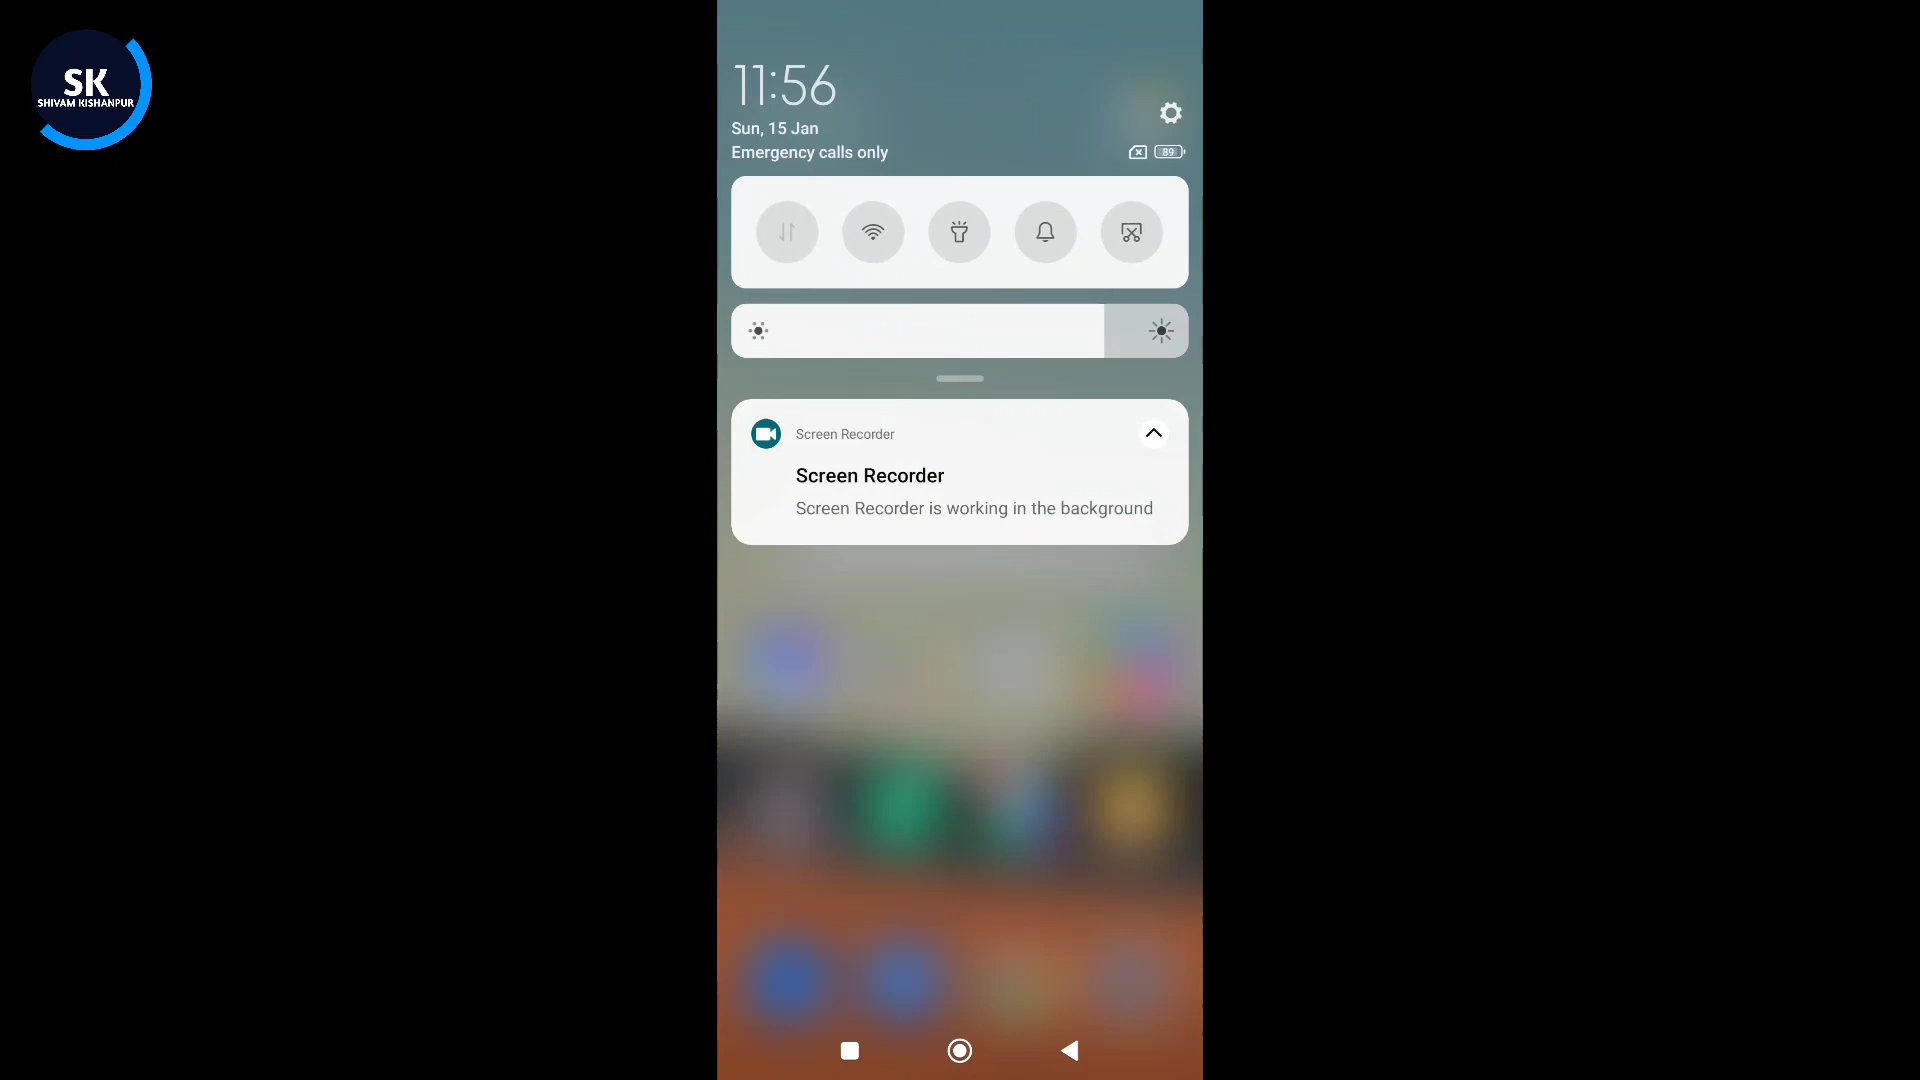 SK
SHIVAM KISHANPUR
11:56
Sun, 15 Jan
Emergency calls only
89
Screen Recorder
Screen Recorder
Screen Recorder is working in the background